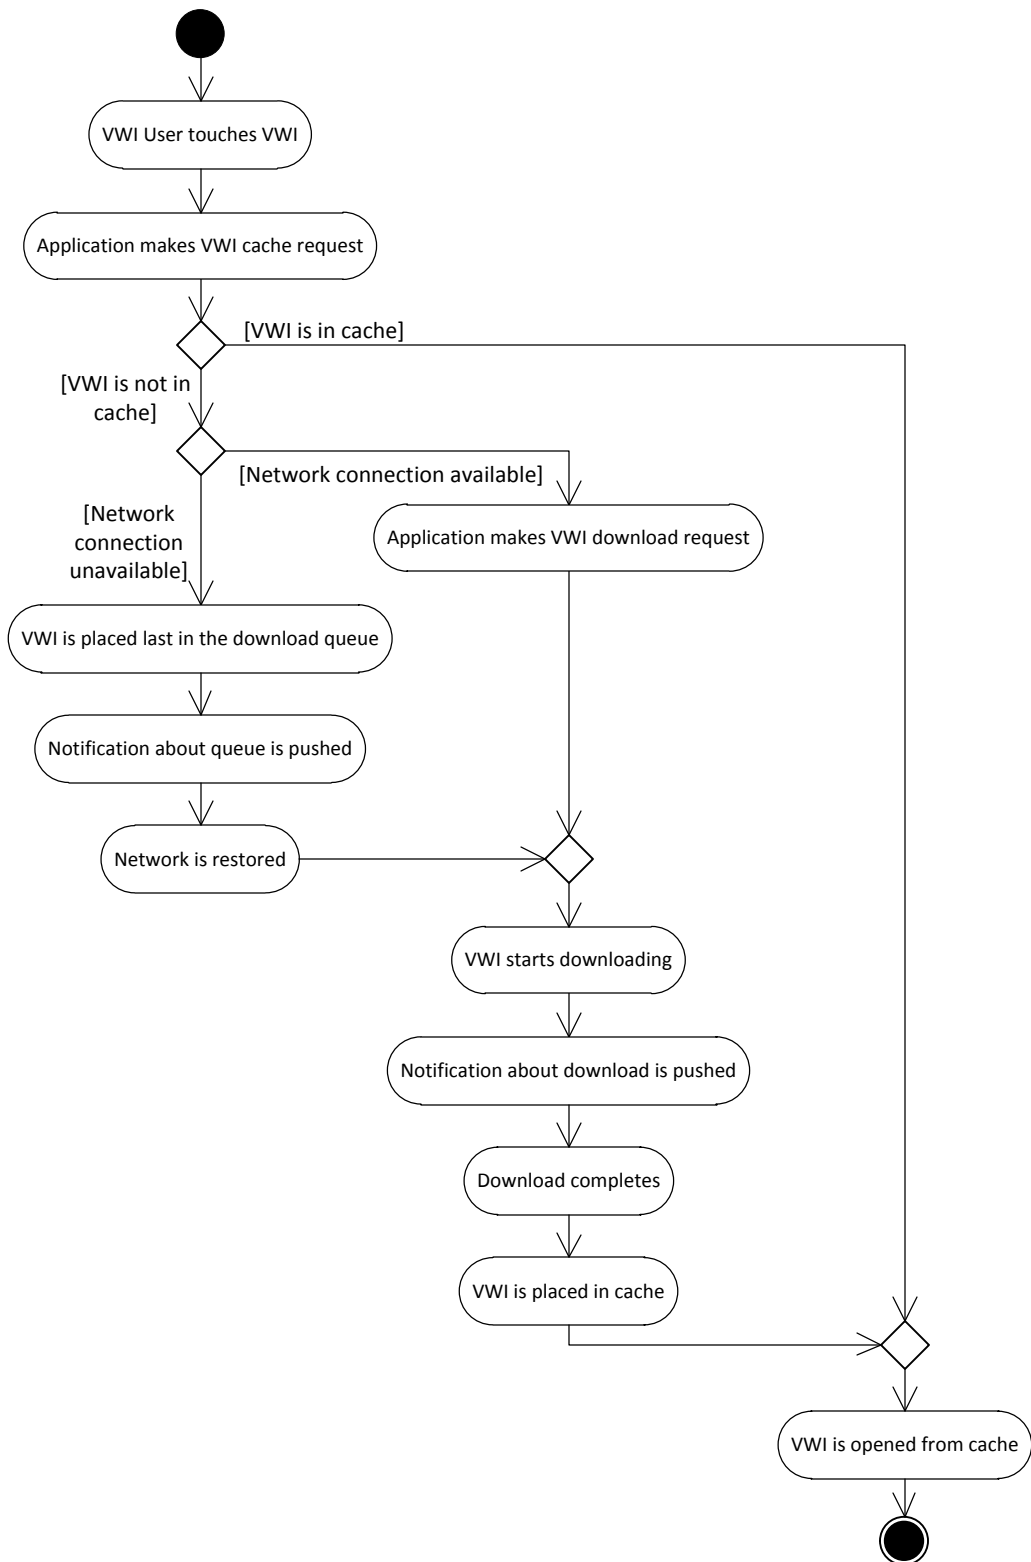 VWI User touches VWI
Application makes VWI cache request
[VWI is in cache]
[VWI is not in
cache]
[Network connection available]
[Network
connection
unavailable]
Application makes VWI download request
VWI is placed last in the download queue
Notification about queue is pushed
Network is restored
VWI starts downloading
Notification about download is pushed
Download completes
VWI is placed in cache
VWI is opened from cache